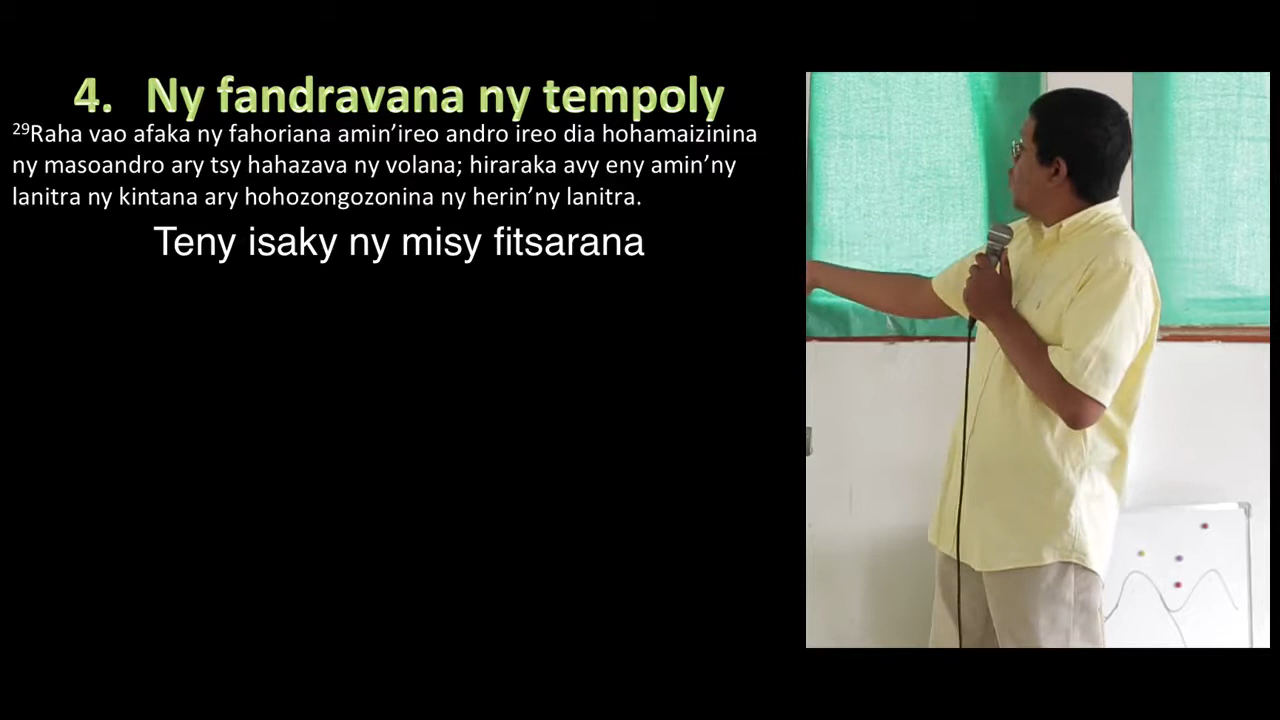 4. Ny fandravana ny tempoly
29Raha vao afaka ny fahoriana amin’ireo andro ireo dia hohamaizinina
ny masoandro ary tsy hahazava ny volana; hiraraka avy eny amin’ny
lanitra ny kintana ary hohozongozonina ny herin’ny lanitra.
Teny isaky ny misy fitsarana